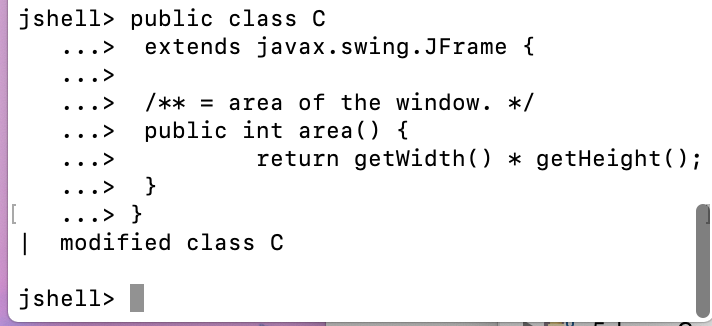 jshell> public class C
   ...>  extends javax.swing.JFrame {
   ...>
   ...>  /** = area of the window. */
   ...>  public int area() {
   ...>          return getWidth() * getHeight();
   ...>  }
[  ...> }                                        ]
|  modified class C
jshell>